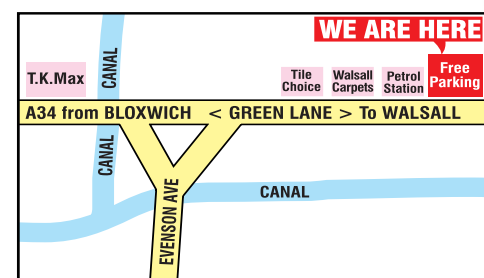 WE ARE HERE
CANAL
T.K.Max
Tile
Choice
Walsall
Carpets
Petrol
Station
Free
Parking
A34 from BLOXWICH < GREEN LANE > To WALSALL
CANAL
EVENSON AVE
CANAL